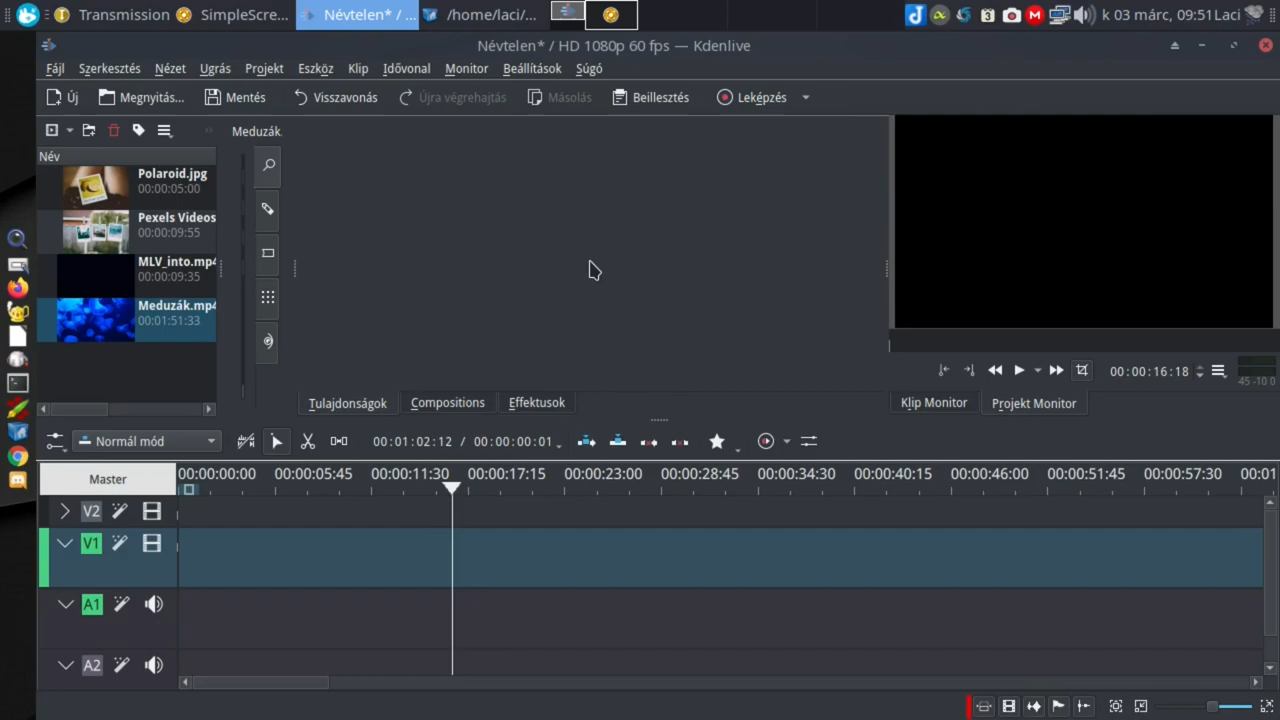 Transmission SimpleScre... Névtelen* / ... /home/laci/... 3 k 03 márc, 09:51 Laci
Névtelen* / HD 1080p 60 fps — Kdenlive
Fájl Szerkesztés Nézet Ugrás Projekt Eszköz Klip Idővonal Monitor Beállítások Súgó
Új Megnyitás... Mentés Visszavonás Újra végrehajtás Másolás Beillesztés Leképzés
Meduzák.
Név
Polaroid.jpg
00:00:05:00
Pexels Videos
00:00:09:55
MLV_into.mp4
00:00:09:35
Meduzák.mp4
00:01:51:33
00:00:16:18
45 -10 0
Tulajdonságok Compositions Effektusok Klip Monitor Projekt Monitor
Normál mód 00:01:02:12 / 00:00:00:01
Master 00:00:00:00 00:00:05:45 00:00:11:30 00:00:17:15 00:00:23:00 00:00:28:45 00:00:34:30 00:00:40:15 00:00:46:00 00:00:51:45 00:00:57:30 00:01
V2
V1
A1
A2